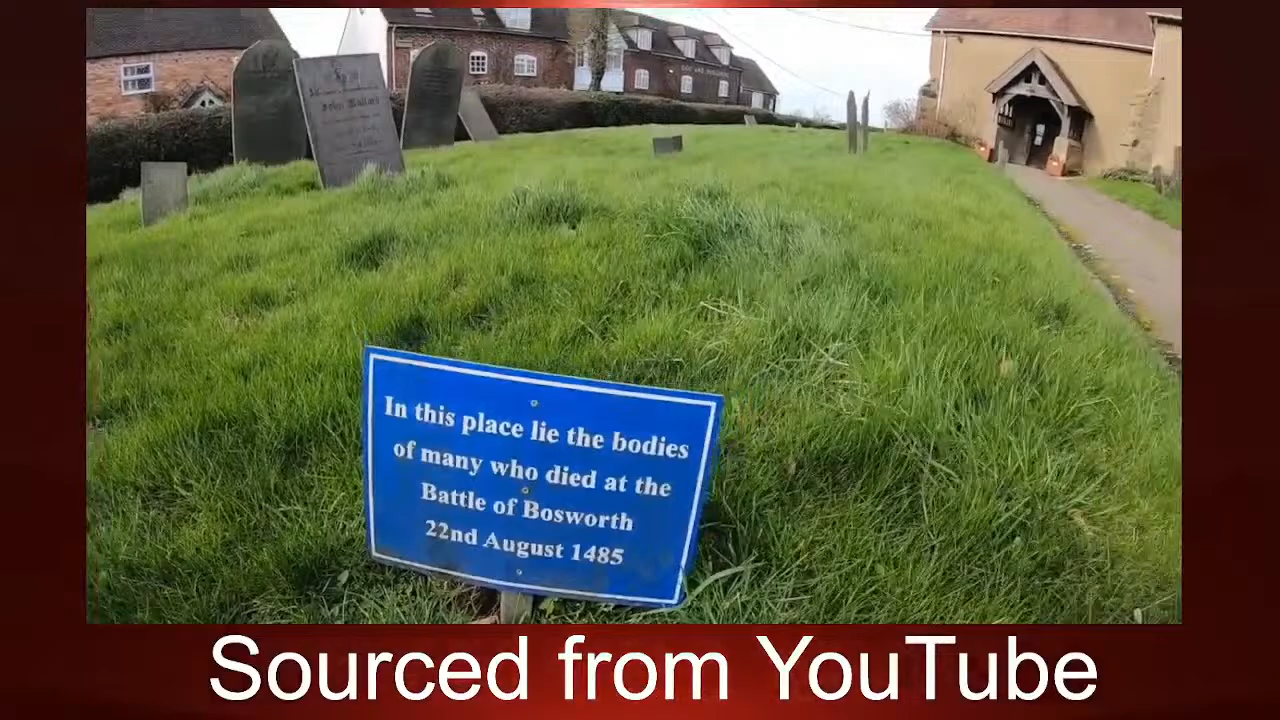 In this place lie the bodies
of many who died at the
Battle of Bosworth
22nd August 1485
Sourced from YouTube